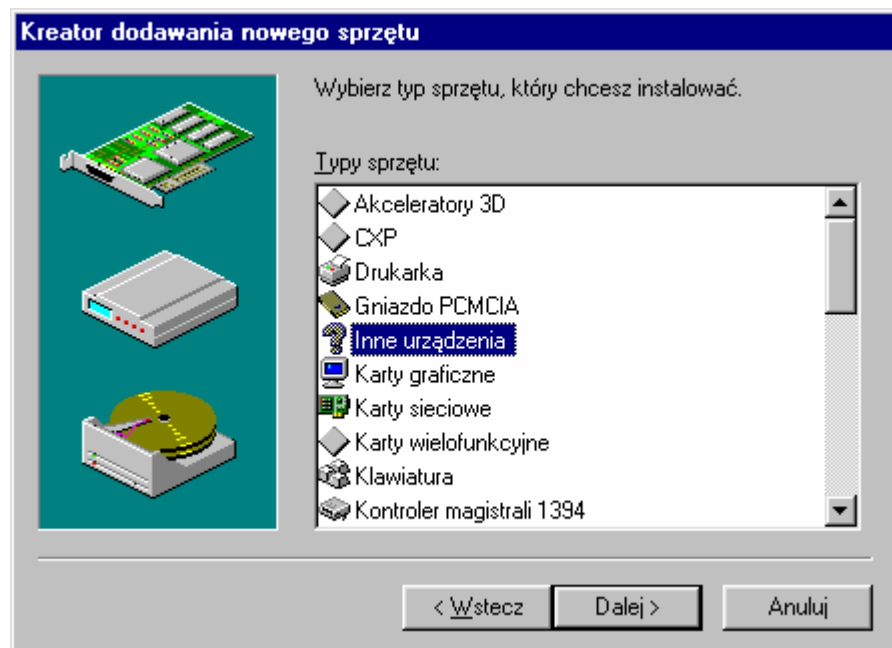 Kreator dodawania nowego sprzętu
Wybierz typ sprzętu, który chcesz instalować.
Typy sprzętu:
Akceleratory 3D
CXP
Drukarka
Gniazdo PCMCIA
Inne urządzenia
Karty graficzne
Karty sieciowe
Karty wielofunkcyjne
Klawiatura
Kontroler magistrali 1394
< Wstecz Dalej > Anuluj